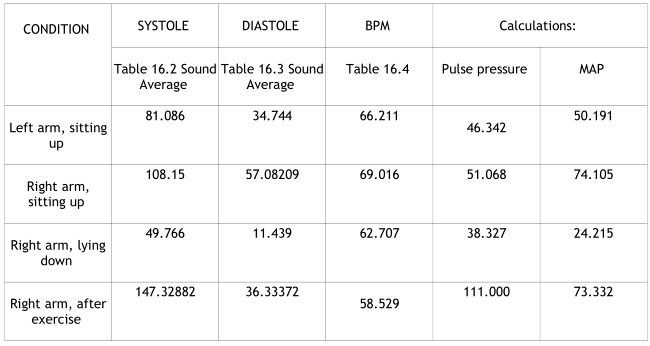 CONDITION SYSTOLE DIASTOLE BPM Calculations:
Table 16.2 Sound Average Table 16.3 Sound Average Table 16.4 Pulse pressure MAP
Left arm, sitting up 81.086 34.744 66.211 46.342 50.191
Right arm, sitting up 108.15 57.08209 69.016 51.068 74.105
Right arm, lying down 49.766 11.439 62.707 38.327 24.215
Right arm, after exercise 147.32882 36.33372 58.529 111.000 73.332